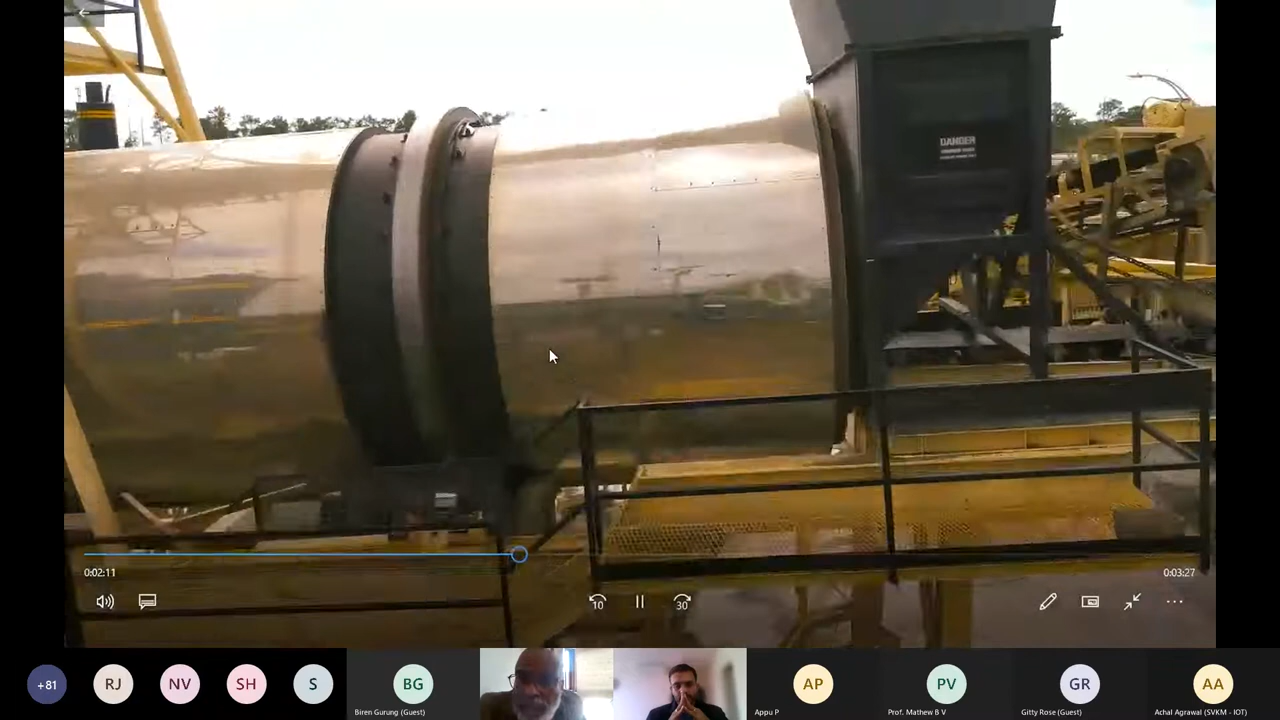 DANGER
0:02:11
0:03:27
10
30
+81
RJ
NV
SH
S
BG
Biren Gurung (Guest)
AP
Appu P
PV
Prof. Mathew B V
GR
Gitty Rose (Guest)
AA
Achal Agrawal (SVKM - IOT)